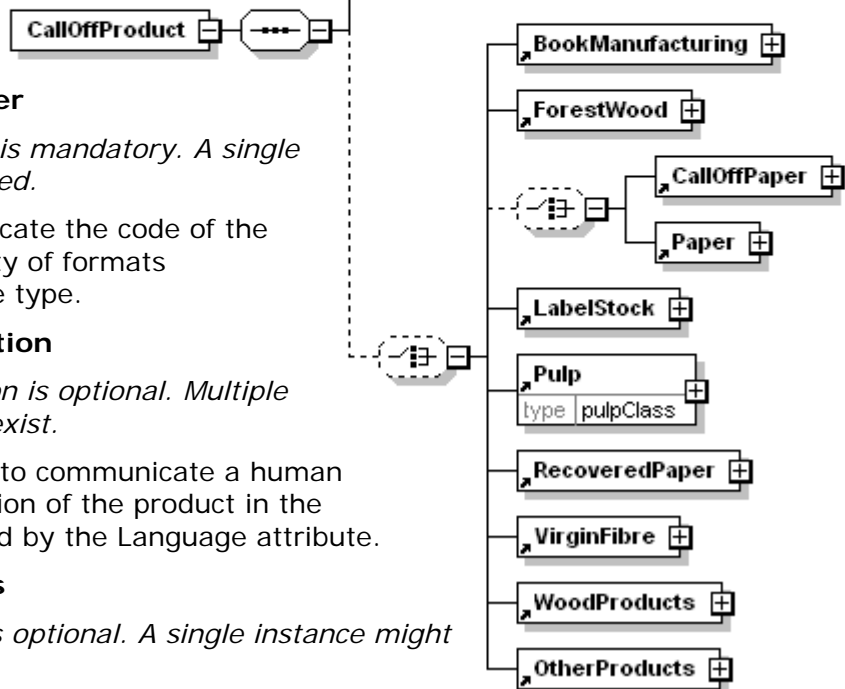 CallOffProduct
er
is mandatory. A single
ed.
cate the code of the
ty of formats
e type.
tion
n is optional. Multiple
exist.
to communicate a human
ion of the product in the
d by the Language attribute.
s
s optional. A single instance might
BookManufacturing
ForestWood
CallOffPaper
Paper
LabelStock
Pulp
type pulpClass
RecoveredPaper
VirginFibre
WoodProducts
OtherProducts